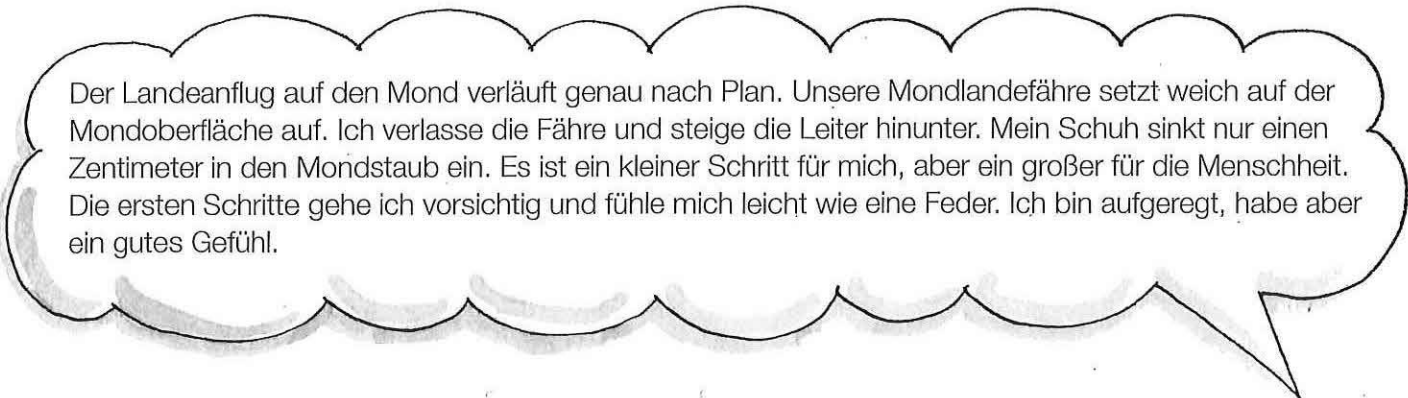 Der Landeanflug auf den Mond verläuft genau nach Plan. Unsere Mondlandefähre setzt weich auf der
Mondoberfläche auf. Ich verlasse die Fähre und steige die Leiter hinunter. Mein Schuh sinkt nur einen
Zentimeter in den Mondstaub ein. Es ist ein kleiner Schritt für mich, aber ein großer für die Menschheit.
Die ersten Schritte gehe ich vorsichtig und fühle mich leicht wie eine Feder. Ich bin aufgeregt, habe aber
ein gutes Gefühl.